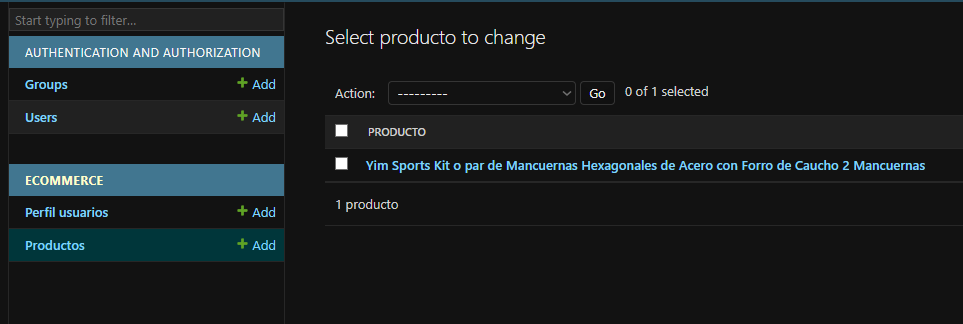 Start typing to filter...
AUTHENTICATION AND AUTHORIZATION
Groups + Add
Users + Add
ECOMMERCE
Perfil usuarios + Add
Productos + Add
Select producto to change
Action: --------- Go 0 of 1 selected
PRODUCTO
Yim Sports Kit o par de Mancuernas Hexagonales de Acero con Forro de Caucho 2 Mancuernas
1 producto